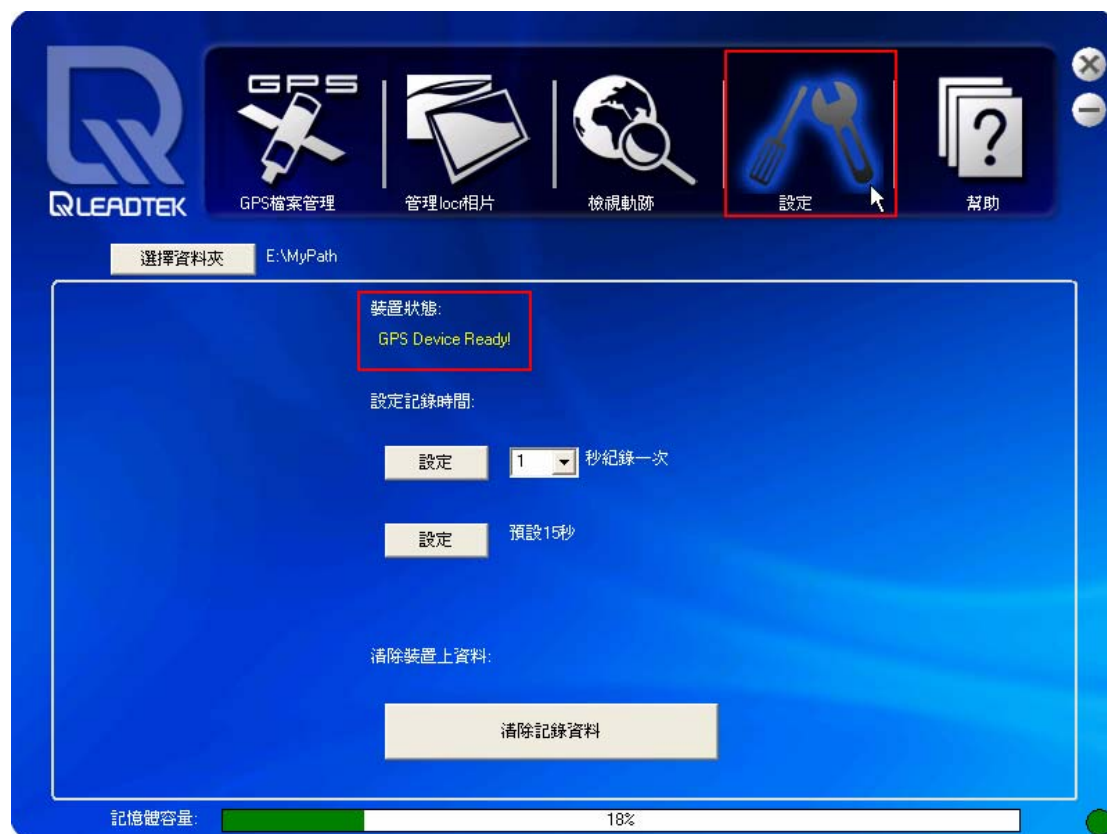 GPS
LEADTEK
GPS檔案管理
管理locr相片
檢視軌跡
設定
幫助
選擇資料夾 E:\MyPath
裝置狀態:
GPS Device Ready!
設定記錄時間:
設定 1 秒紀錄一次
設定 預設15秒
清除裝置上資料:
清除記錄資料
記憶體容量: 18%